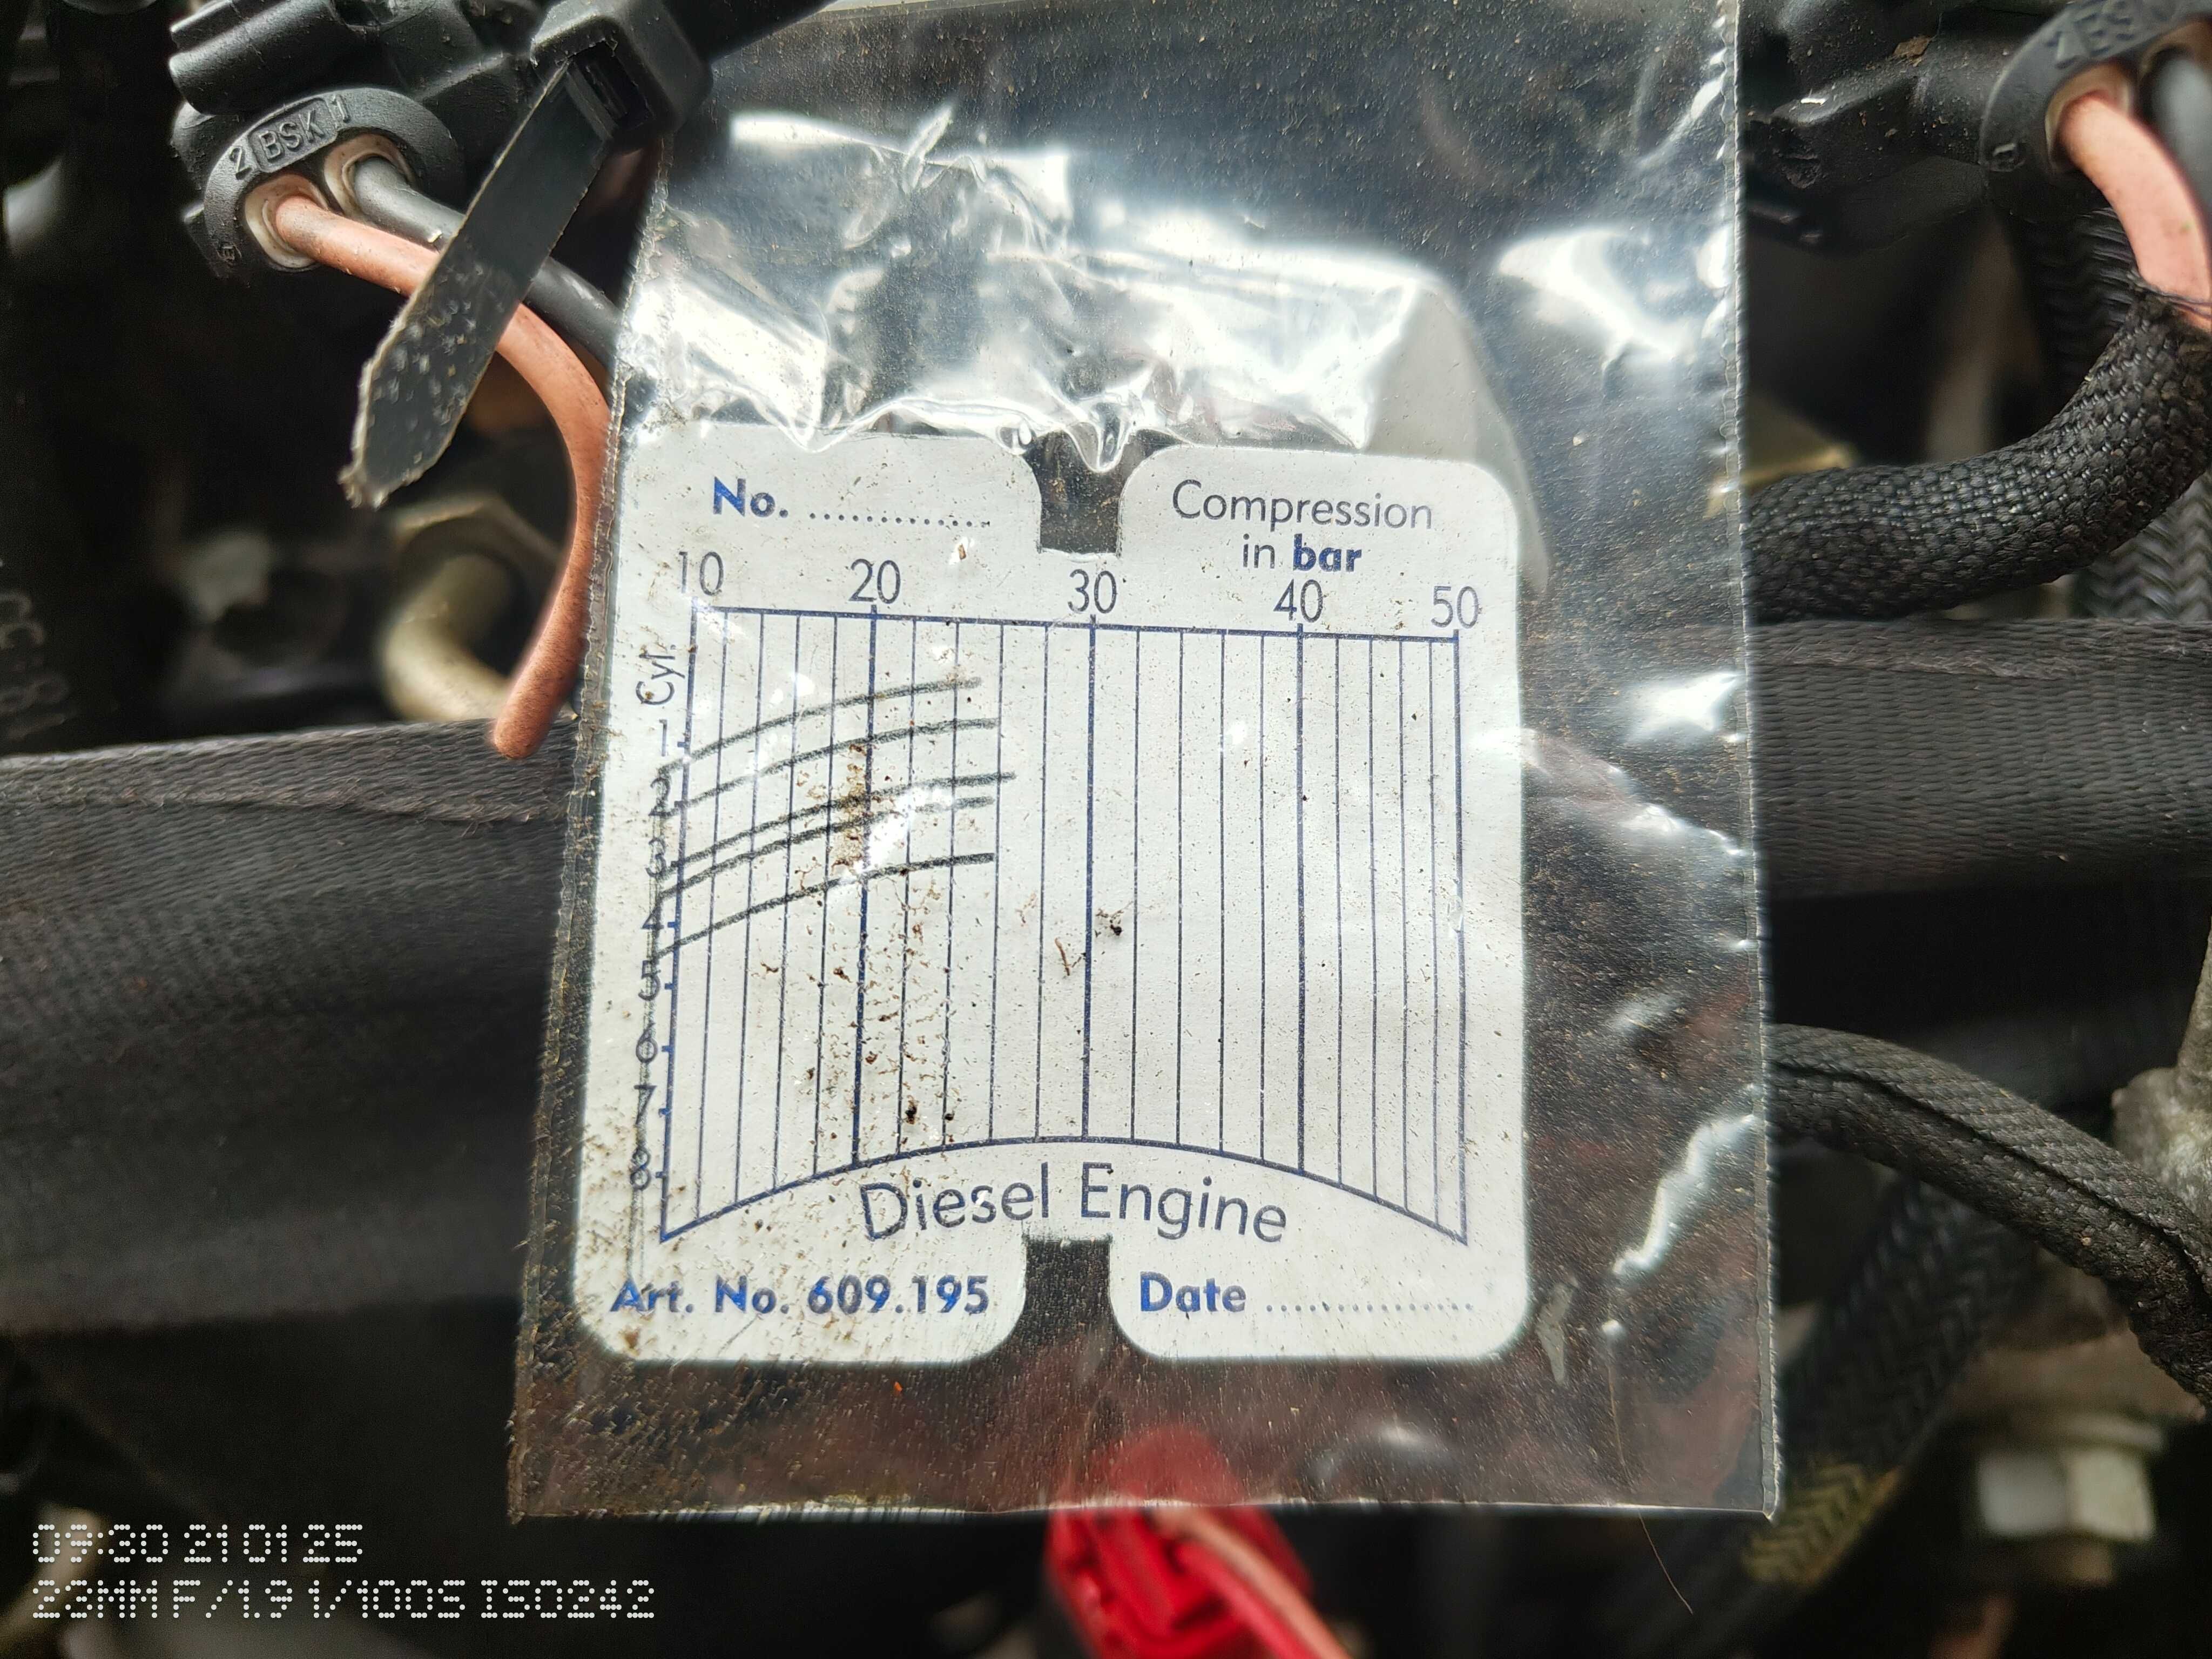 2 BSK 1
No. ..............
Compression
in bar
10 20 30 40 50
Cyl.
1
2
3
4
5
6
7
8
Diesel Engine
Art. No. 609.195
Date ................
09:30 21 01 25
23MM F/1.9 1/100S ISO242